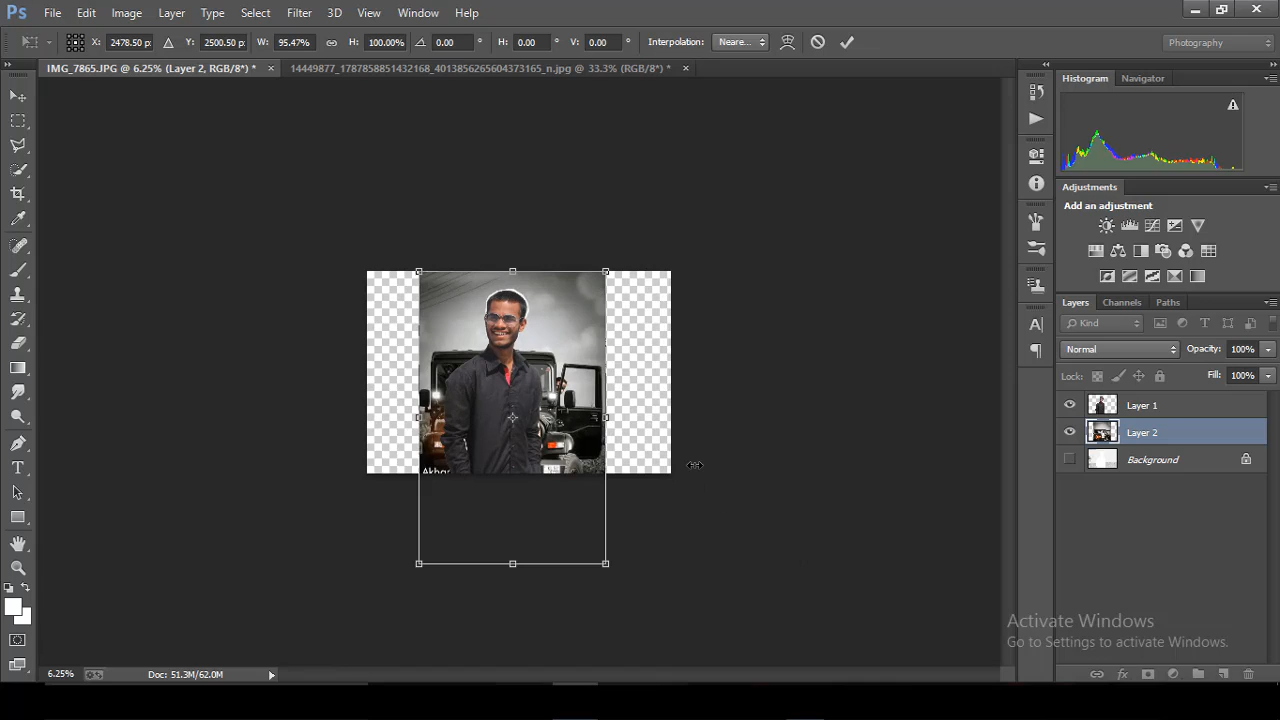 Ps File Edit Image Layer Type Select Filter 3D View Window Help
X: 2478.50 p: Y: 2500.50 p: W: 95.47% H: 100.00% 0.00 ° H: 0.00 ° V: 0.00 ° Interpolation: Neare... Photography
IMG_7865.JPG @ 6.25% (Layer 2, RGB/8*) * × 14449877_1787858851432168_4013856265604373165_n.jpg @ 33.3% (RGB/8*) * ×
Histogram Navigator
Adjustments
Add an adjustment
Layers Channels Paths
Kind
Normal Opacity: 100%
Lock: Fill: 100%
Layer 1
Layer 2
Background
Activate Windows
Go to Settings to activate Windows.
6.25% Doc: 51.3M/62.0M